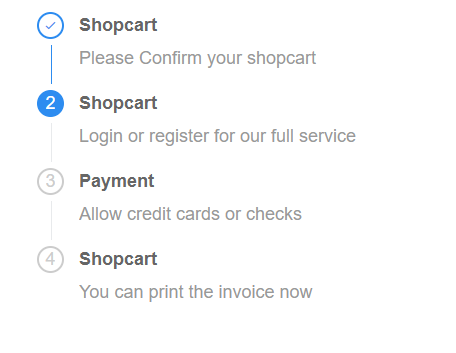 Shopcart
Please Confirm your shopcart
2 Shopcart
Login or register for our full service
3 Payment
Allow credit cards or checks
4 Shopcart
You can print the invoice now